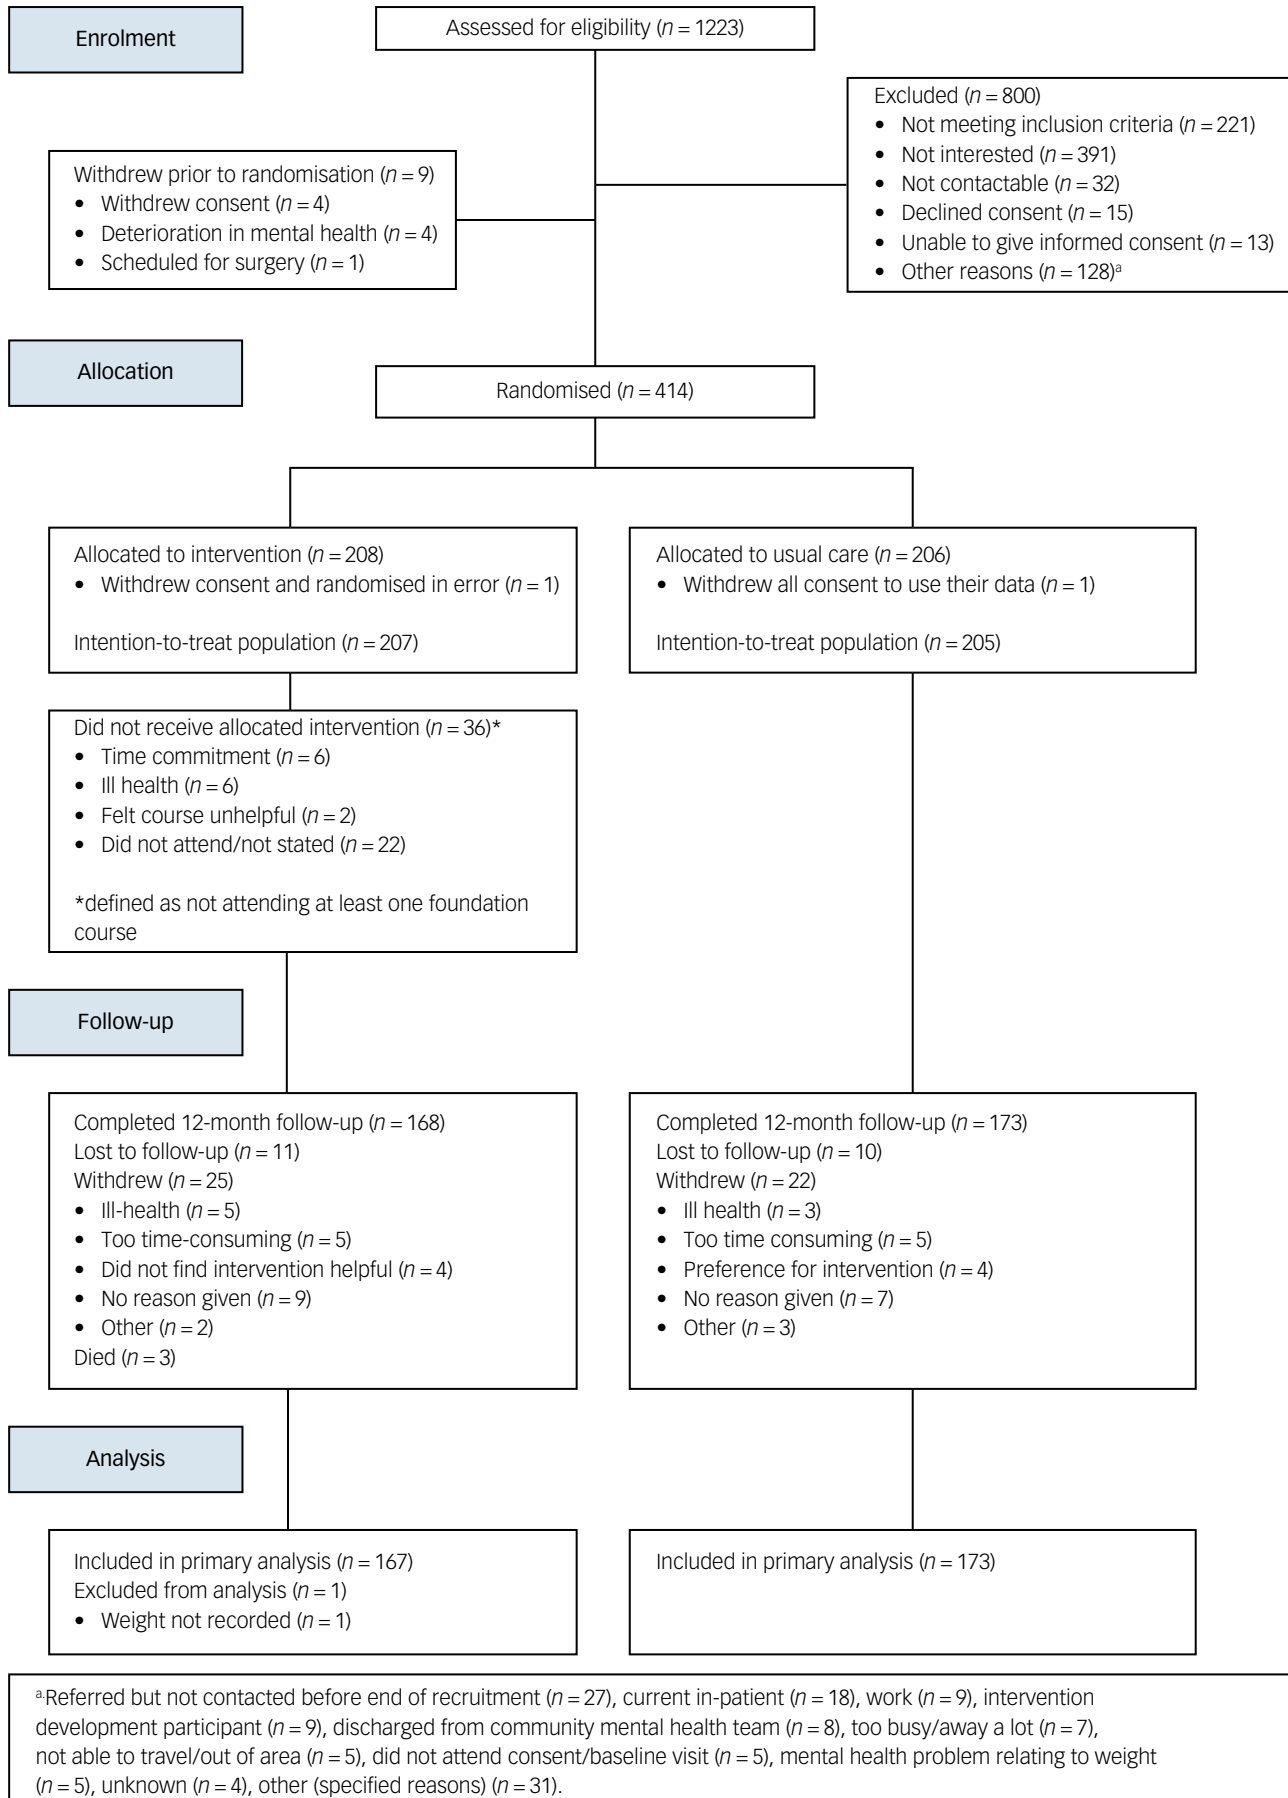 Enrolment
Assessed for eligibility (n = 1223)
Excluded (n = 800)
• Not meeting inclusion criteria (n = 221)
• Not interested (n = 391)
• Not contactable (n = 32)
• Declined consent (n = 15)
• Unable to give informed consent (n = 13)
• Other reasons (n = 128)a
Withdrew prior to randomisation (n = 9)
• Withdrew consent (n = 4)
• Deterioration in mental health (n = 4)
• Scheduled for surgery (n = 1)
Allocation
Randomised (n = 414)
Allocated to intervention (n = 208)
• Withdrew consent and randomised in error (n = 1)
Intention-to-treat population (n = 207)
Allocated to usual care (n = 206)
• Withdrew all consent to use their data (n = 1)
Intention-to-treat population (n = 205)
Did not receive allocated intervention (n = 36)*
• Time commitment (n = 6)
• Ill health (n = 6)
• Felt course unhelpful (n = 2)
• Did not attend/not stated (n = 22)
*defined as not attending at least one foundation
course
Follow-up
Completed 12-month follow-up (n = 168)
Lost to follow-up (n = 11)
Withdrew (n = 25)
• Ill-health (n = 5)
• Too time-consuming (n = 5)
• Did not find intervention helpful (n = 4)
• No reason given (n = 9)
• Other (n = 2)
Died (n = 3)
Completed 12-month follow-up (n = 173)
Lost to follow-up (n = 10)
Withdrew (n = 22)
• Ill health (n = 3)
• Too time consuming (n = 5)
• Preference for intervention (n = 4)
• No reason given (n = 7)
• Other (n = 3)
Analysis
Included in primary analysis (n = 167)
Excluded from analysis (n = 1)
• Weight not recorded (n = 1)
Included in primary analysis (n = 173)
a.Referred but not contacted before end of recruitment (n = 27), current in-patient (n = 18), work (n = 9), intervention
development participant (n = 9), discharged from community mental health team (n = 8), too busy/away a lot (n = 7),
not able to travel/out of area (n = 5), did not attend consent/baseline visit (n = 5), mental health problem relating to weight
(n = 5), unknown (n = 4), other (specified reasons) (n = 31).